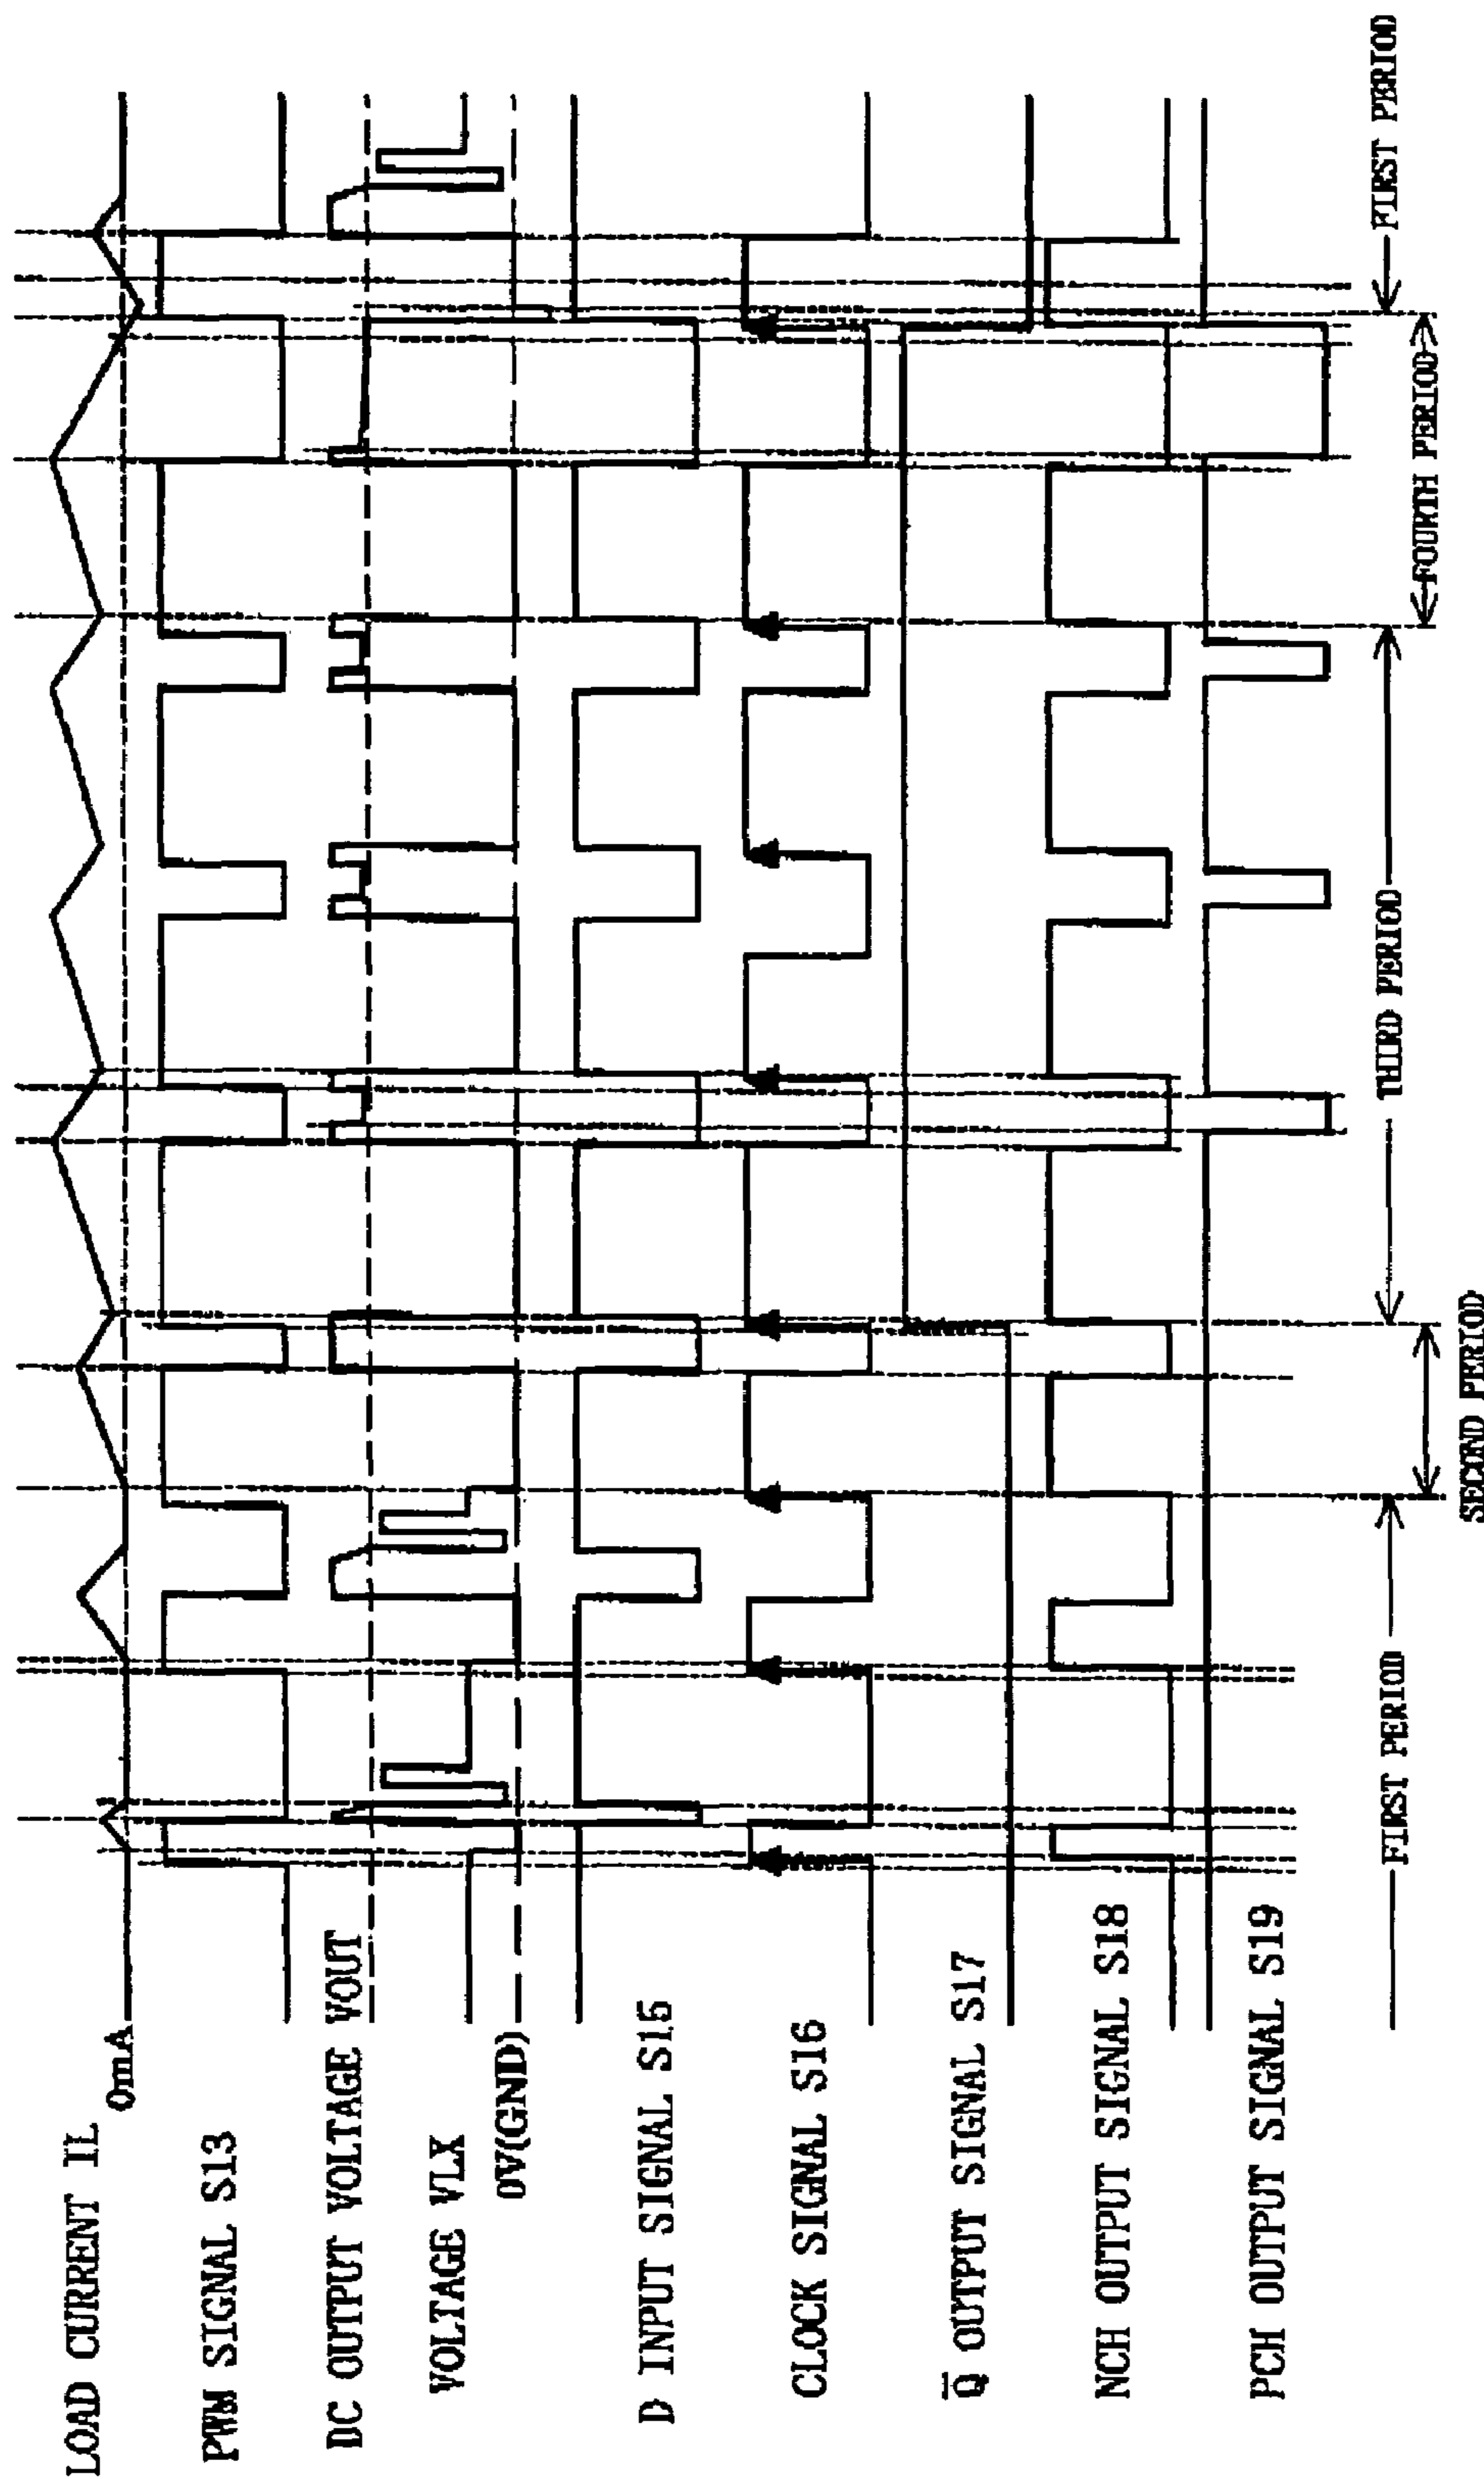 LOAD CURRENT IL
0mA
PWM SIGNAL S13
DC OUTPUT VOLTAGE VOUT
VOLTAGE VLX
0V(GND)
D INPUT SIGNAL S15
CLOCK SIGNAL S16
Q̅ OUTPUT SIGNAL S17
NCH OUTPUT SIGNAL S18
PCH OUTPUT SIGNAL S19
FIRST PERIOD
SECOND PERIOD
THIRD PERIOD
FOURTH PERIOD
FIRST PERIOD